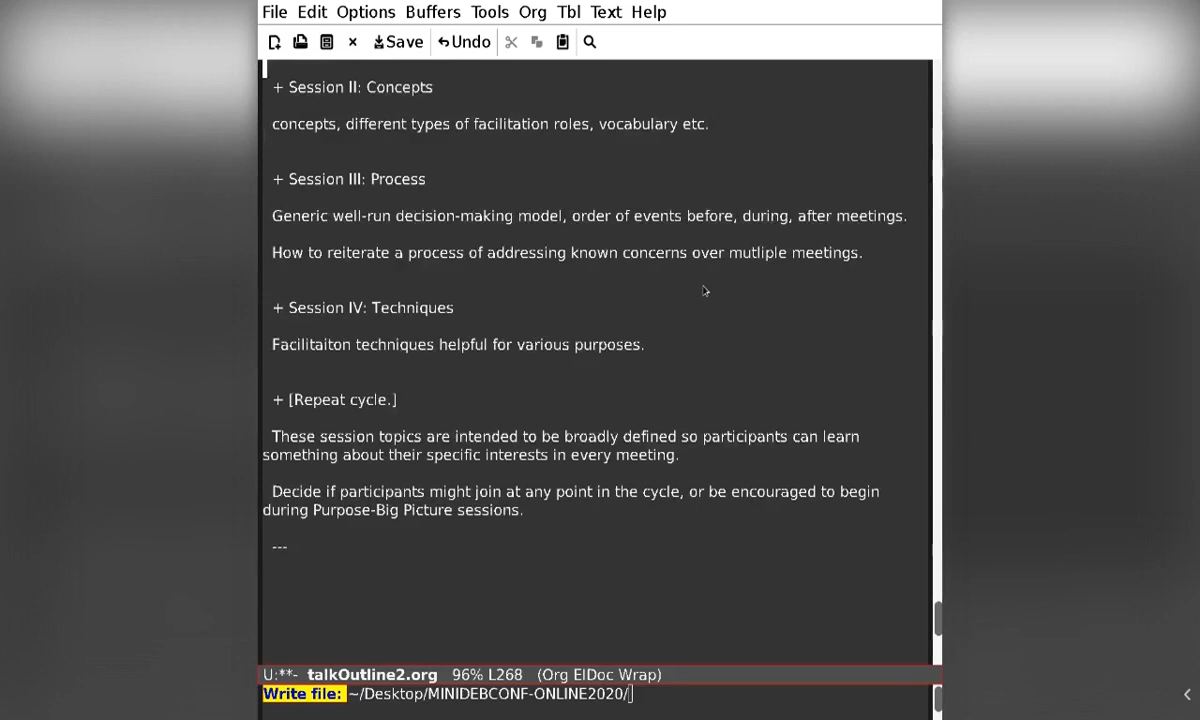 File Edit Options Buffers Tools Org Tbl Text Help
Save Undo
+ Session II: Concepts
concepts, different types of facilitation roles, vocabulary etc.
+ Session III: Process
Generic well-run decision-making model, order of events before, during, after meetings.
How to reiterate a process of addressing known concerns over mutliple meetings.
+ Session IV: Techniques
Facilitaiton techniques helpful for various purposes.
+ [Repeat cycle.]
These session topics are intended to be broadly defined so participants can learn
something about their specific interests in every meeting.
Decide if participants might join at any point in the cycle, or be encouraged to begin
during Purpose-Big Picture sessions.
---
U:**- talkOutline2.org 96% L268 (Org ElDoc Wrap)
Write file: ~/Desktop/MINIDEBCONF-ONLINE2020/